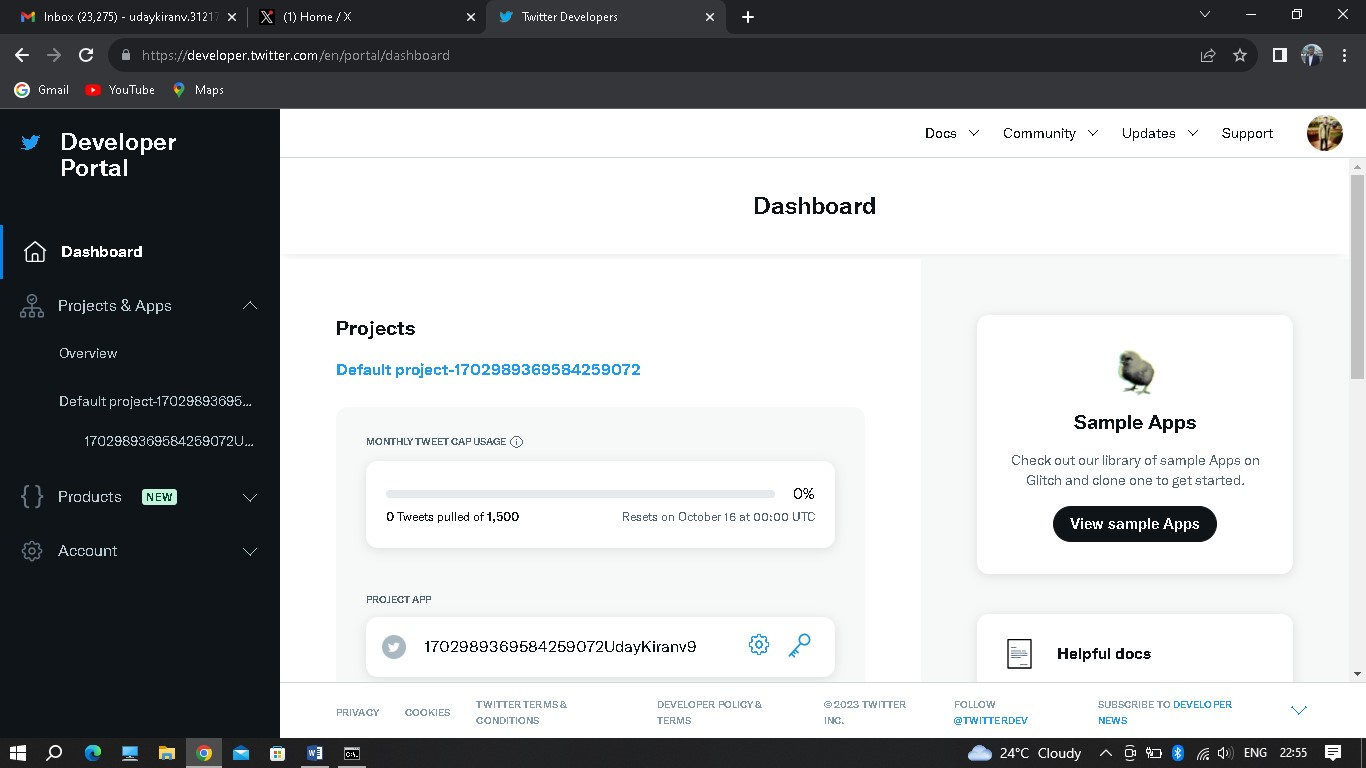 Inbox (23,275) - udaykiranv.31217
(1) Home / X
Twitter Developers
https://developer.twitter.com/en/portal/dashboard
Gmail
YouTube
Maps
Developer
Portal
Docs
Community
Updates
Support
Dashboard
Dashboard
Projects & Apps
Overview
Default project-17029893695...
1702989369584259072U...
Products NEW
Account
Projects
Default project-1702989369584259072
MONTHLY TWEET CAP USAGE
0%
0 Tweets pulled of 1,500
Resets on October 16 at 00:00 UTC
PROJECT APP
1702989369584259072UdayKiranv9
Sample Apps
Check out our library of sample Apps on
Glitch and clone one to get started.
View sample Apps
Helpful docs
PRIVACY
COOKIES
TWITTER TERMS &
CONDITIONS
DEVELOPER POLICY &
TERMS
© 2023 TWITTER
INC.
FOLLOW
@TWITTERDEV
SUBSCRIBE TO DEVELOPER
NEWS
24°C Cloudy
ENG
22:55